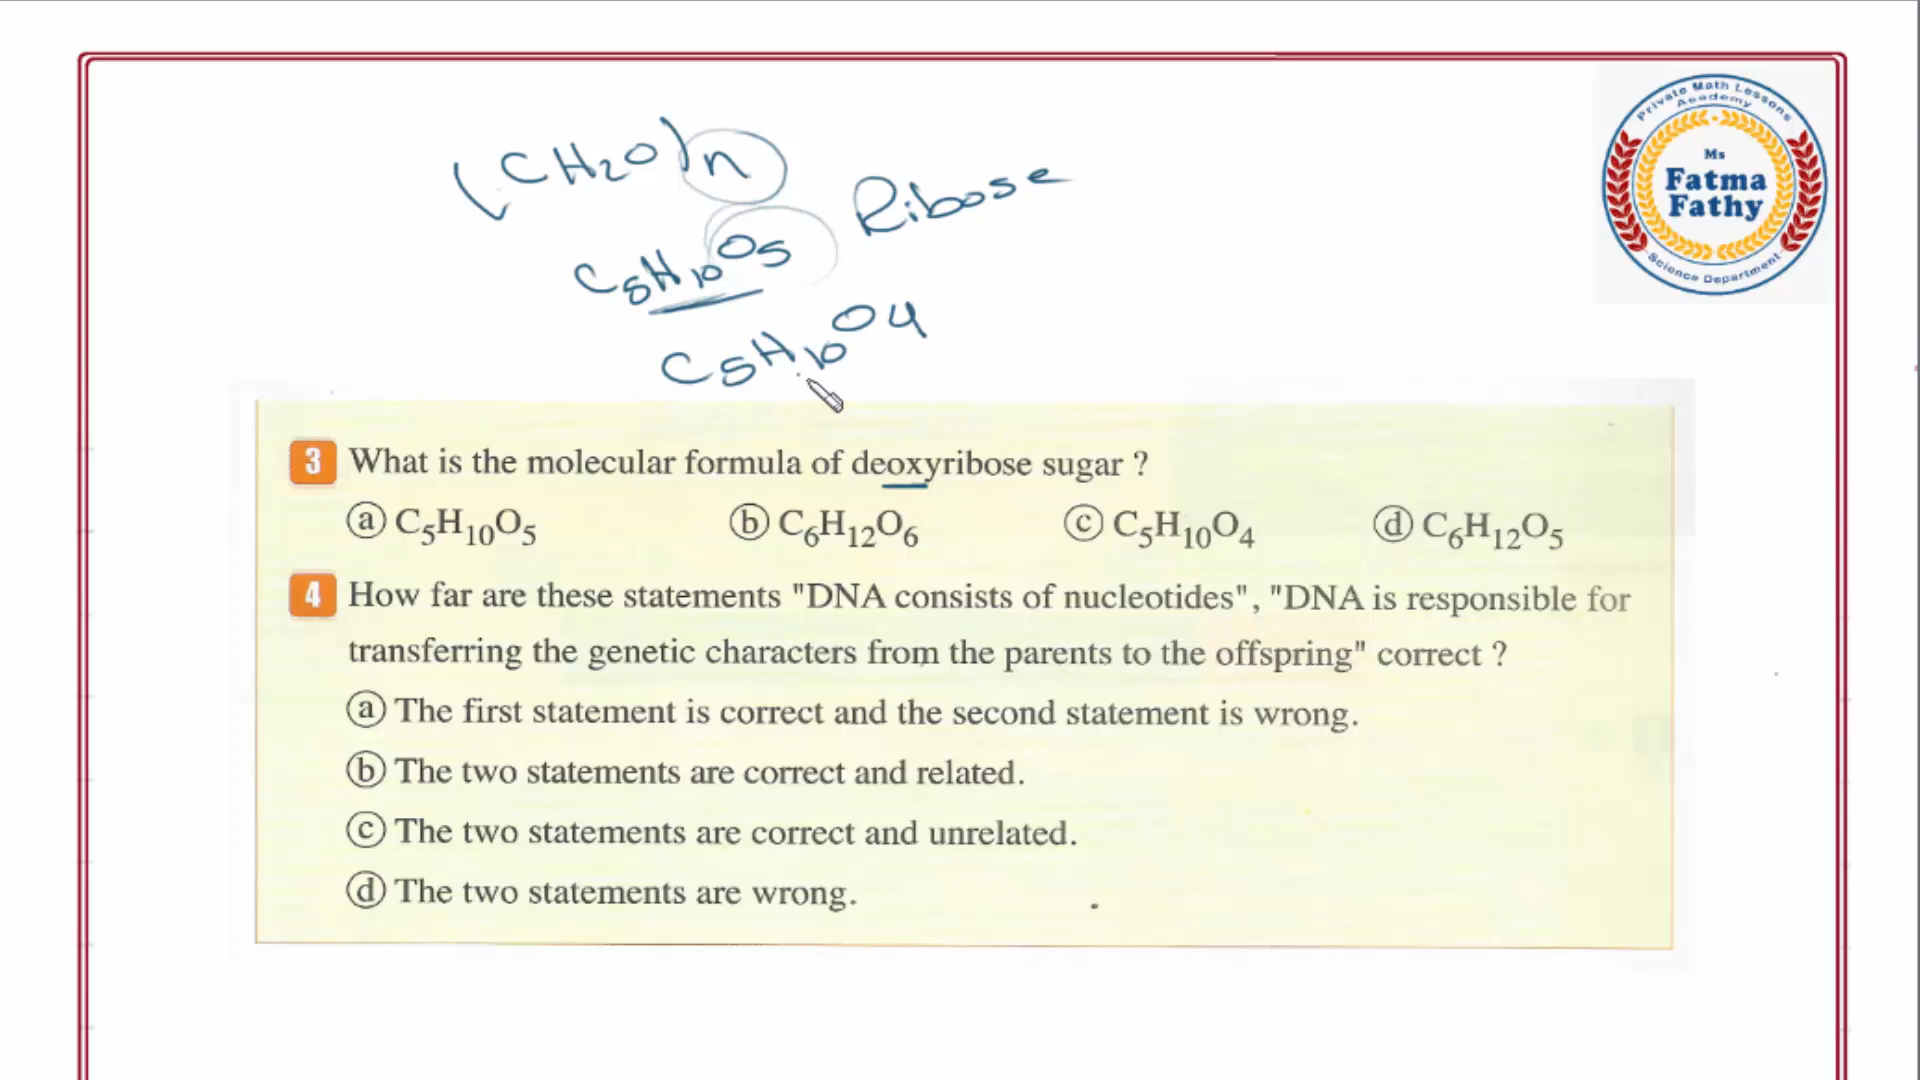 (CH2O)n
C5H10O5 Ribose
C5H10O4
Private Math Lessons
Academy
Ms
Fatma
Fathy
Science Department
3 What is the molecular formula of deoxyribose sugar ?
ⓐ C₅H₁₀O₅ ⓑ C₆H₁₂O₆ ⓒ C₅H₁₀O₄ ⓓ C₆H₁₂O₅
4 How far are these statements "DNA consists of nucleotides", "DNA is responsible for
transferring the genetic characters from the parents to the offspring" correct ?
ⓐ The first statement is correct and the second statement is wrong.
ⓑ The two statements are correct and related.
ⓒ The two statements are correct and unrelated.
ⓓ The two statements are wrong.